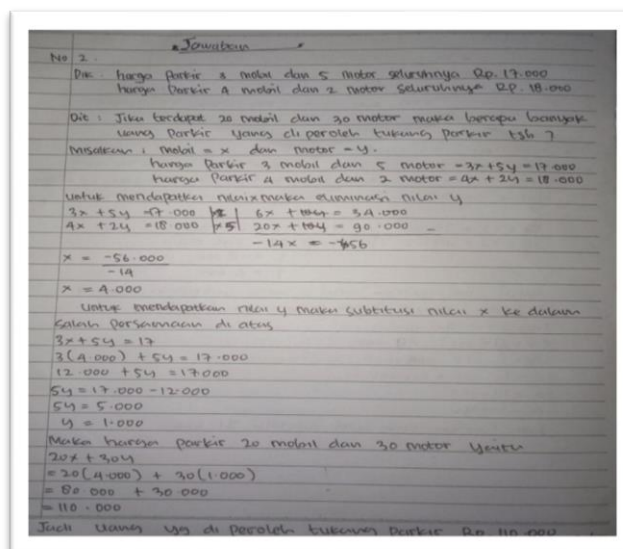 Jawaban
No 2.
Dik : harga parkir 3 mobil dan 5 motor seluruhnya Rp. 17.000
harga parkir 4 mobil dan 2 motor seluruhnya Rp. 18.000
Dit : Jika terdapat 20 mobil dan 30 motor maka berapa banyak
uang parkir yang di peroleh tukang parkir tsb ?
Misalkan : mobil = x dan motor = y.
harga parkir 3 mobil dan 5 motor = 3x + 5y = 17.000
harga parkir 4 mobil dan 2 motor = 4x + 2y = 18.000
untuk mendapatkan nilai x maka eliminasi nilai y
3x + 5y = 17.000 |x2| 6x + 10y = 34.000
4x + 2y = 18.000 |x5| 20x + 10y = 90.000 -
-14x = -56
x = -56.000
-14
x = 4.000
untuk mendapatkan nilai y maka subtitusi nilai x ke dalam
salah persamaan di atas
3x + 5y = 17
3(4.000) + 5y = 17.000
12.000 + 5y = 17000
5y = 17.000 - 12.000
5y = 5.000
y = 1.000
Maka harga parkir 20 mobil dan 30 motor yaitu
20x + 30y
= 20(4.000) + 30(1.000)
= 80.000 + 30.000
= 110.000
Jadi uang yg di peroleh tukang parkir Rp 110.000